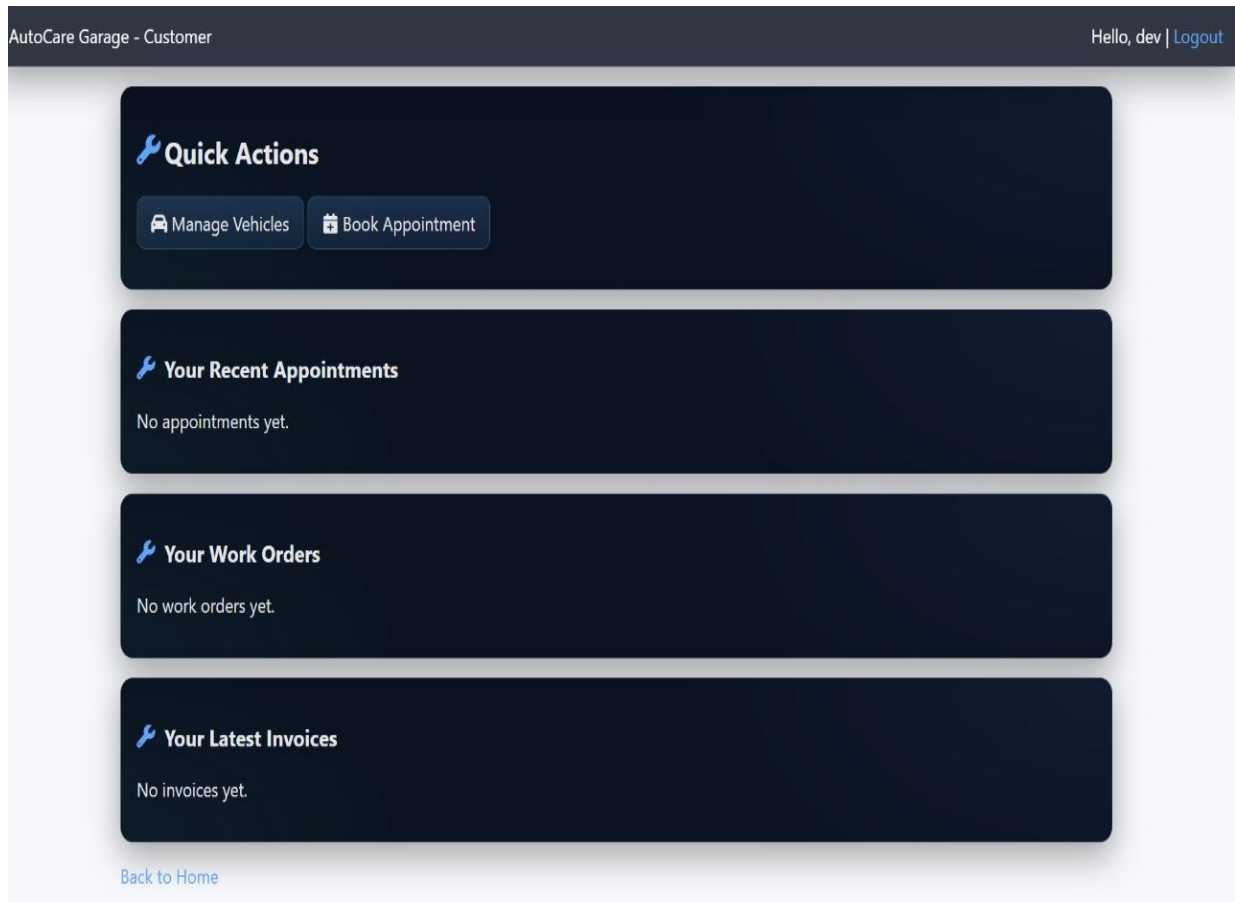 AutoCare Garage - Customer
Hello, dev | Logout
Quick Actions
Manage Vehicles
Book Appointment
Your Recent Appointments
No appointments yet.
Your Work Orders
No work orders yet.
Your Latest Invoices
No invoices yet.
Back to Home